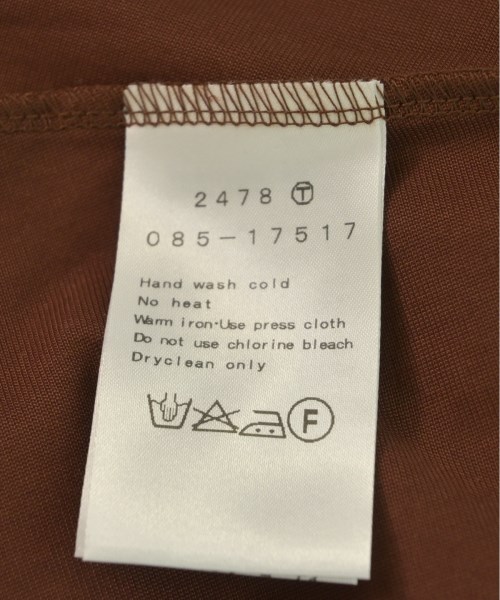 2478 Ⓣ
085-17517
Hand wash cold
No heat
Warm iron·Use press cloth
Do not use chlorine bleach
Dryclean only
F